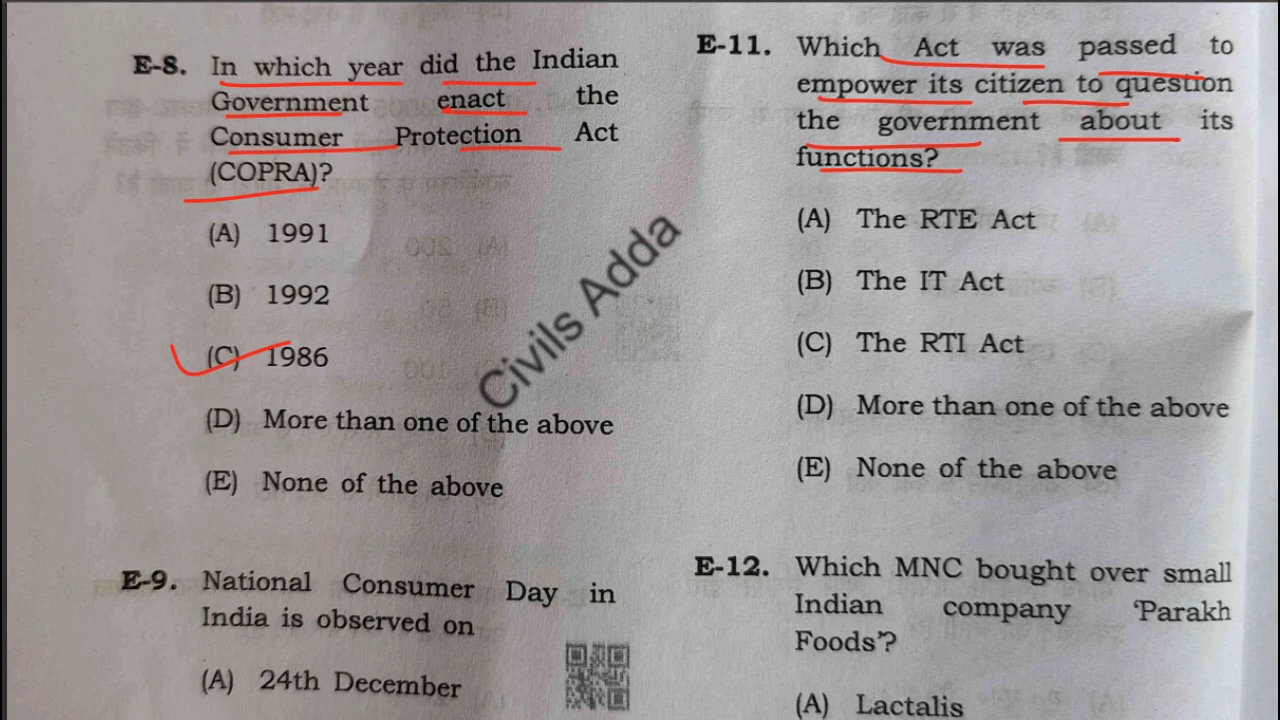 E-8. In which year did the Indian
Government enact the
Consumer Protection Act
(COPRA)?
(A) 1991
(B) 1992
(C) 1986
(D) More than one of the above
(E) None of the above
E-9. National Consumer Day in
India is observed on
(A) 24th December
Civils Adda
E-11. Which Act was passed to
empower its citizen to question
the government about its
functions?
(A) The RTE Act
(B) The IT Act
(C) The RTI Act
(D) More than one of the above
(E) None of the above
E-12. Which MNC bought over small
Indian company ‘Parakh
Foods’?
(A) Lactalis